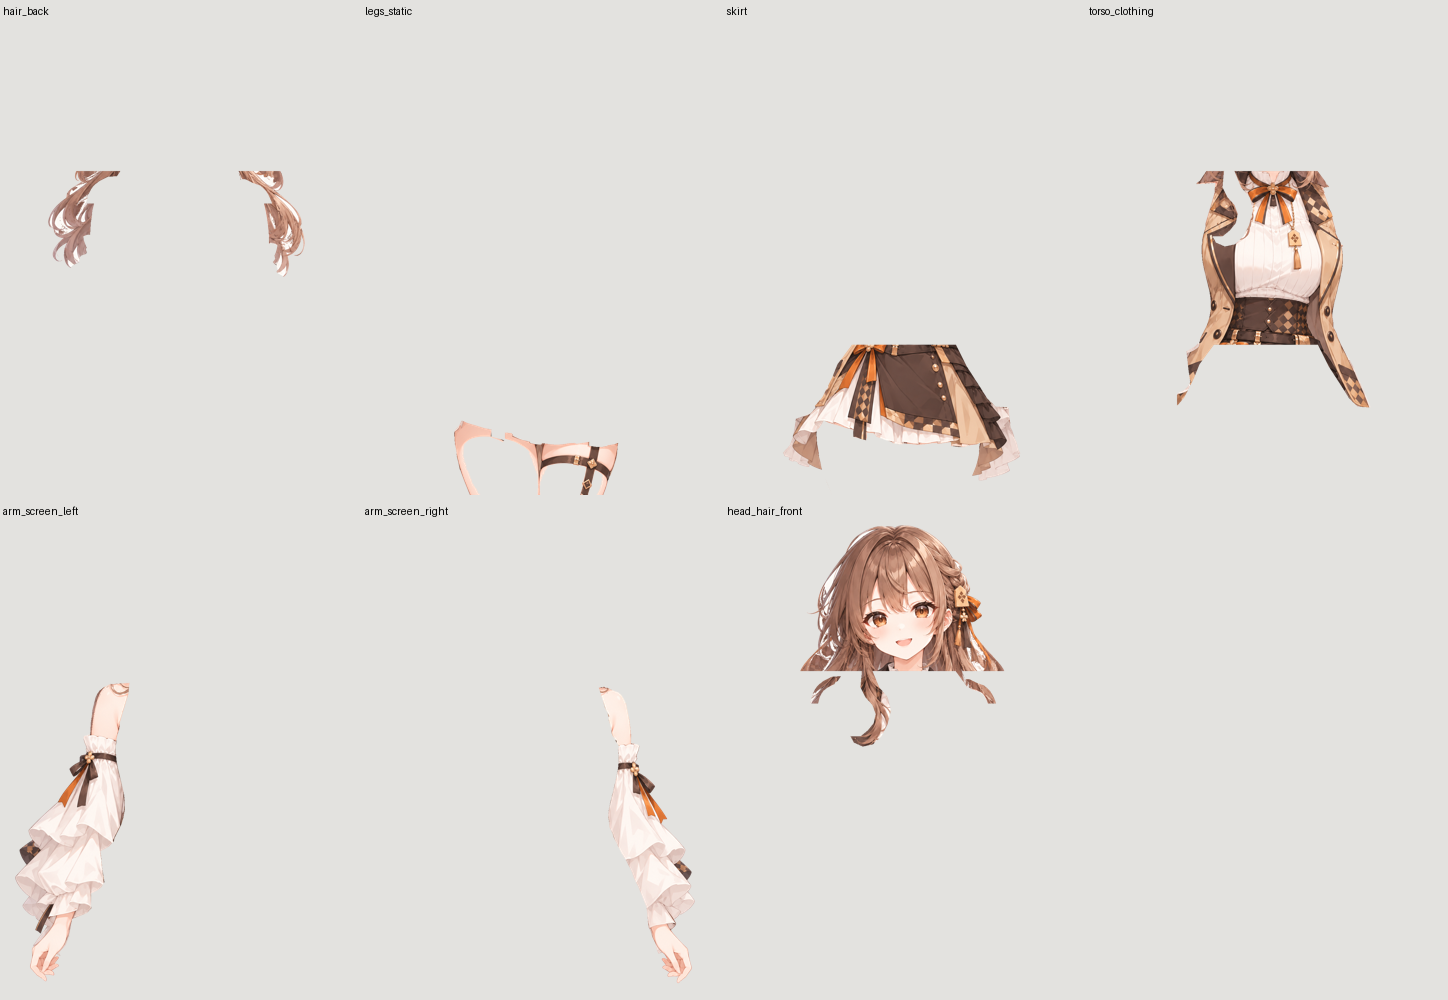 hair_back
legs_static
skirt
torso_clothing
arm_screen_left
arm_screen_right
head_hair_front